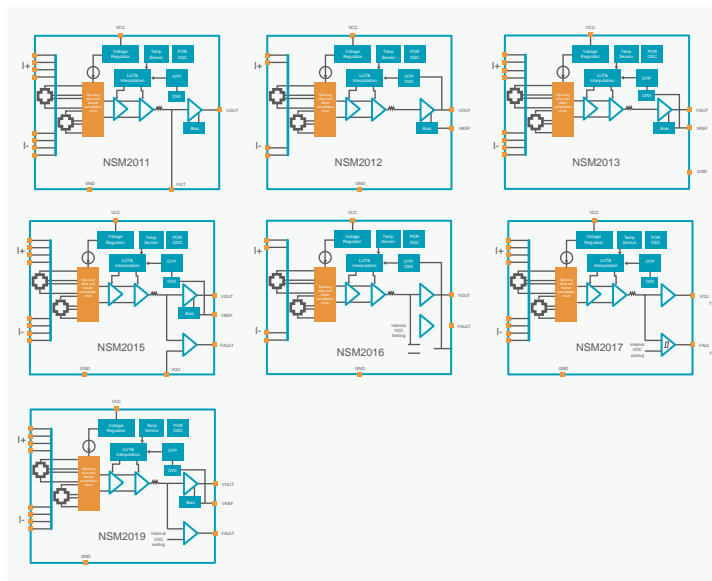 VCC
Voltage
Regulator
Temp
Sensor
POR
OSC
I+
LUT&
Interpolation
OTP
OWI
VOUT
Bias
I-
NSM2011
GND
FILT
VCC
Voltage
Regulator
Temp
Sensor
POR
OSC
I+
LUT&
Interpolation
OTP
OWI
VOUT
Bias
VREF
I-
NSM2012
GND
VCC
Voltage
Regulator
Temp
Sensor
POR
OSC
I+
LUT&
Interpolation
OTP
OWI
VOUT
Bias
VREF
I-
NSM2013
GND
VCC
Voltage
Regulator
Temp
Sensor
POR
OSC
I+
LUT&
Interpolation
OTP
OWI
VOUT
Bias
VREF
I-
NSM2015
FAULT
GND
VOC
VCC
Voltage
Regulator
Temp
Sensor
POR
OSC
I+
LUT&
Interpolation
OTP
OWI
VOUT
FAULT
I-
Internal
VOC
Setting
NSM2016
GND
VCC
Voltage
Regulator
Temp
Sensor
POR
OSC
I+
LUT&
Interpolation
OTP
OWI
VOU
T
I-
Internal
VOC
setting
FAUL
T
NSM2017
GND
VCC
Voltage
Regulator
Temp
Sensor
POR
OSC
I+
LUT&
Interpolation
OTP
OWI
VOUT
Bias
VREF
I-
NSM2019
Internal
VOC
setting
FAULT
GND